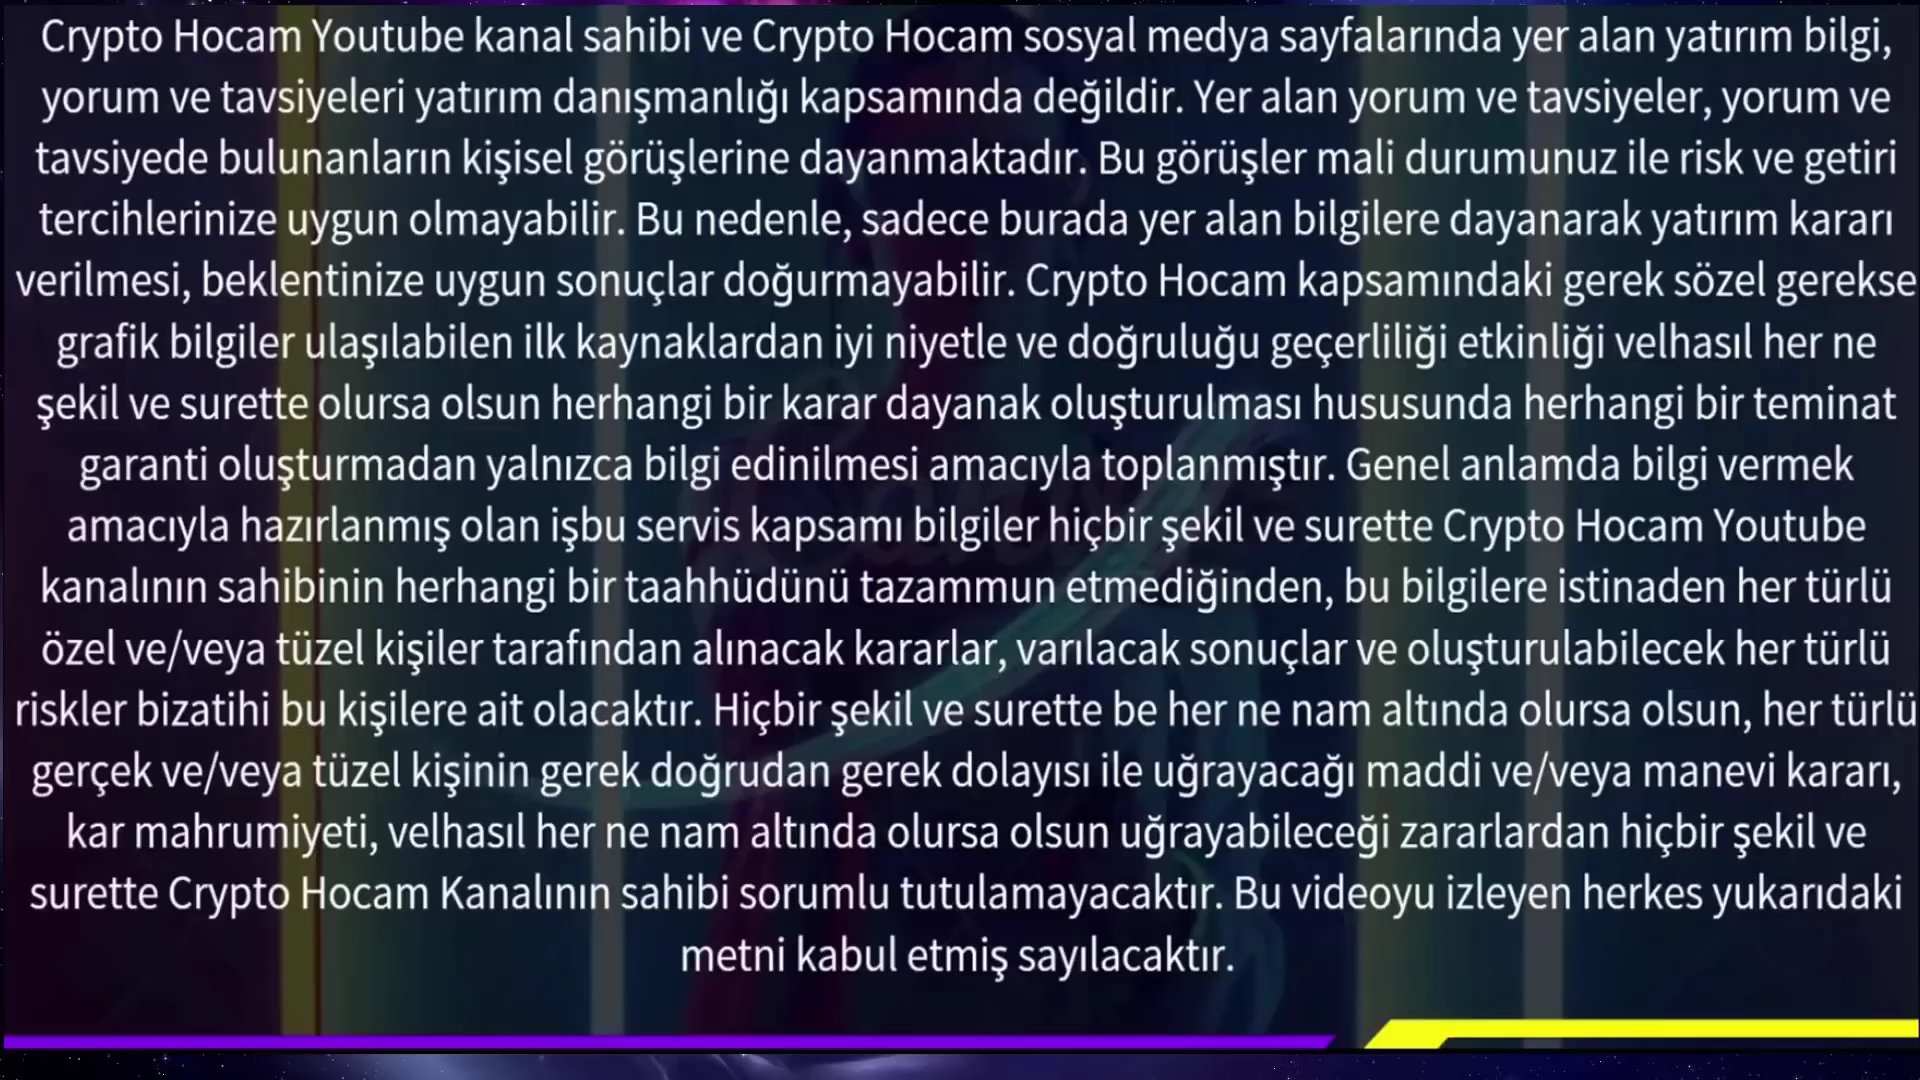 Crypto Hocam Youtube kanal sahibi ve Crypto Hocam sosyal medya sayfalarında yer alan yatırım bilgi,
yorum ve tavsiyeleri yatırım danışmanlığı kapsamında değildir. Yer alan yorum ve tavsiyeler, yorum ve
tavsiyede bulunanların kişisel görüşlerine dayanmaktadır. Bu görüşler mali durumunuz ile risk ve getiri
tercihlerinize uygun olmayabilir. Bu nedenle, sadece burada yer alan bilgilere dayanarak yatırım kararı
verilmesi, beklentinize uygun sonuçlar doğurmayabilir. Crypto Hocam kapsamındaki gerek sözel gerekse
grafik bilgiler ulaşılabilen ilk kaynaklardan iyi niyetle ve doğruluğu geçerliliği etkinliği velhasıl her ne
şekil ve surette olursa olsun herhangi bir karar dayanak oluşturulması hususunda herhangi bir teminat
garanti oluşturmadan yalnızca bilgi edinilmesi amacıyla toplanmıştır. Genel anlamda bilgi vermek
amacıyla hazırlanmış olan işbu servis kapsamı bilgiler hiçbir şekil ve surette Crypto Hocam Youtube
kanalının sahibinin herhangi bir taahhüdünü tazammun etmediğinden, bu bilgilere istinaden her türlü
özel ve/veya tüzel kişiler tarafından alınacak kararlar, varılacak sonuçlar ve oluşturulabilecek her türlü
riskler bizatihi bu kişilere ait olacaktır. Hiçbir şekil ve surette be her ne nam altında olursa olsun, her türlü
gerçek ve/veya tüzel kişinin gerek doğrudan gerek dolayısı ile uğrayacağı maddi ve/veya manevi kararı,
kar mahrumiyeti, velhasıl her ne nam altında olursa olsun uğrayabileceği zararlardan hiçbir şekil ve
surette Crypto Hocam Kanalının sahibi sorumlu tutulamayacaktır. Bu videoyu izleyen herkes yukarıdaki
metni kabul etmiş sayılacaktır.